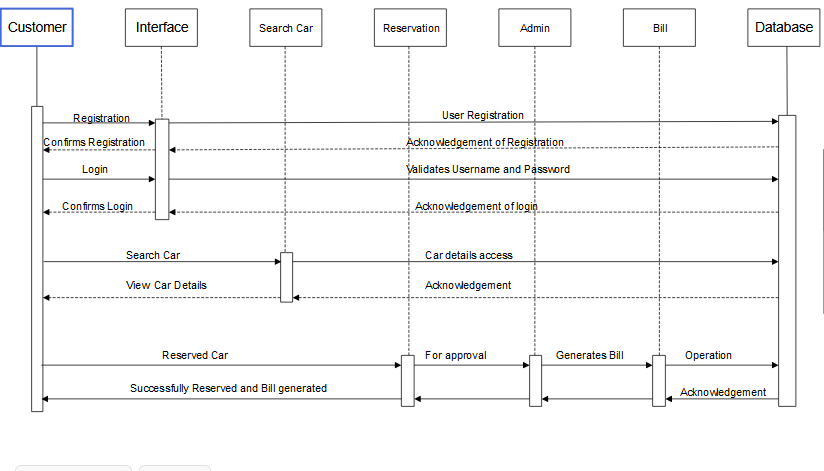 Customer
Interface
Search Car
Reservation
Admin
Bill
Database
Registration
User Registration
Confirms Registration
Acknowledgement of Registration
Login
Validates Username and Password
Confirms Login
Acknowledgement of login
Search Car
Car details access
View Car Details
Acknowledgement
Reserved Car
For approval
Generates Bill
Operation
Successfully Reserved and Bill generated
Acknowledgement